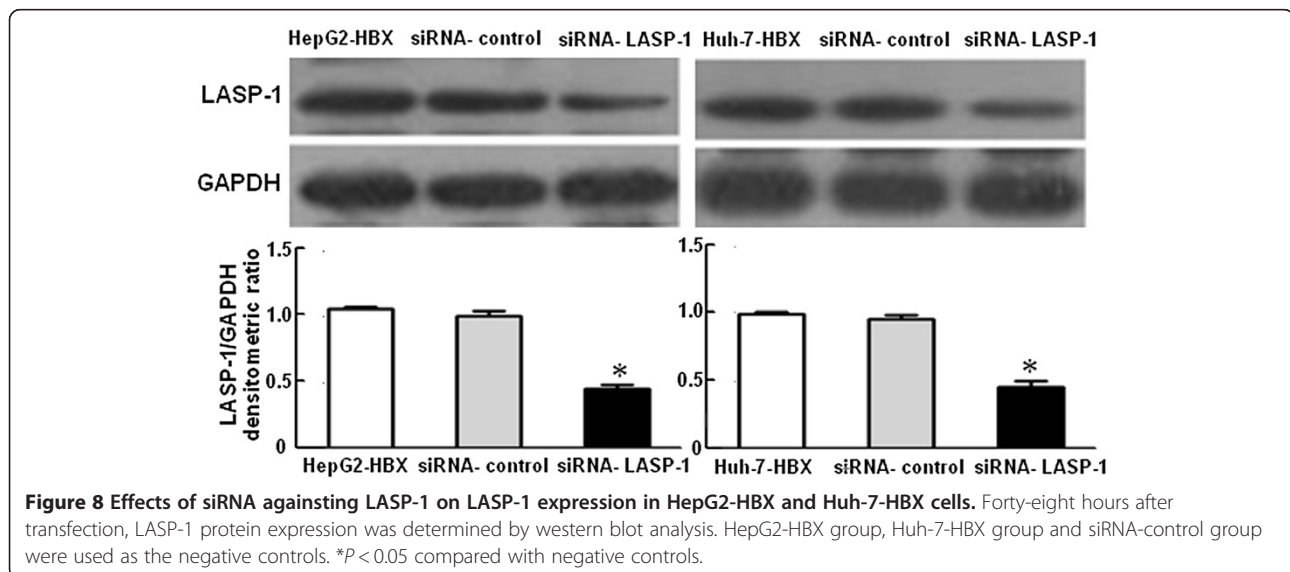 HepG2-HBX siRNA- control siRNA- LASP-1 Huh-7-HBX siRNA- control siRNA- LASP-1
LASP-1
GAPDH
LASP-1/GAPDH
densitometric ratio
1.5
1.0
0.5
0
*
HepG2-HBX siRNA- control siRNA- LASP-1
1.5
1.0
0.5
0
*
Huh-7-HBX siRNA- control siRNA- LASP-1
Figure 8 Effects of siRNA againsting LASP-1 on LASP-1 expression in HepG2-HBX and Huh-7-HBX cells. Forty-eight hours after
transfection, LASP-1 protein expression was determined by western blot analysis. HepG2-HBX group, Huh-7-HBX group and siRNA-control group
were used as the negative controls. *P < 0.05 compared with negative controls.